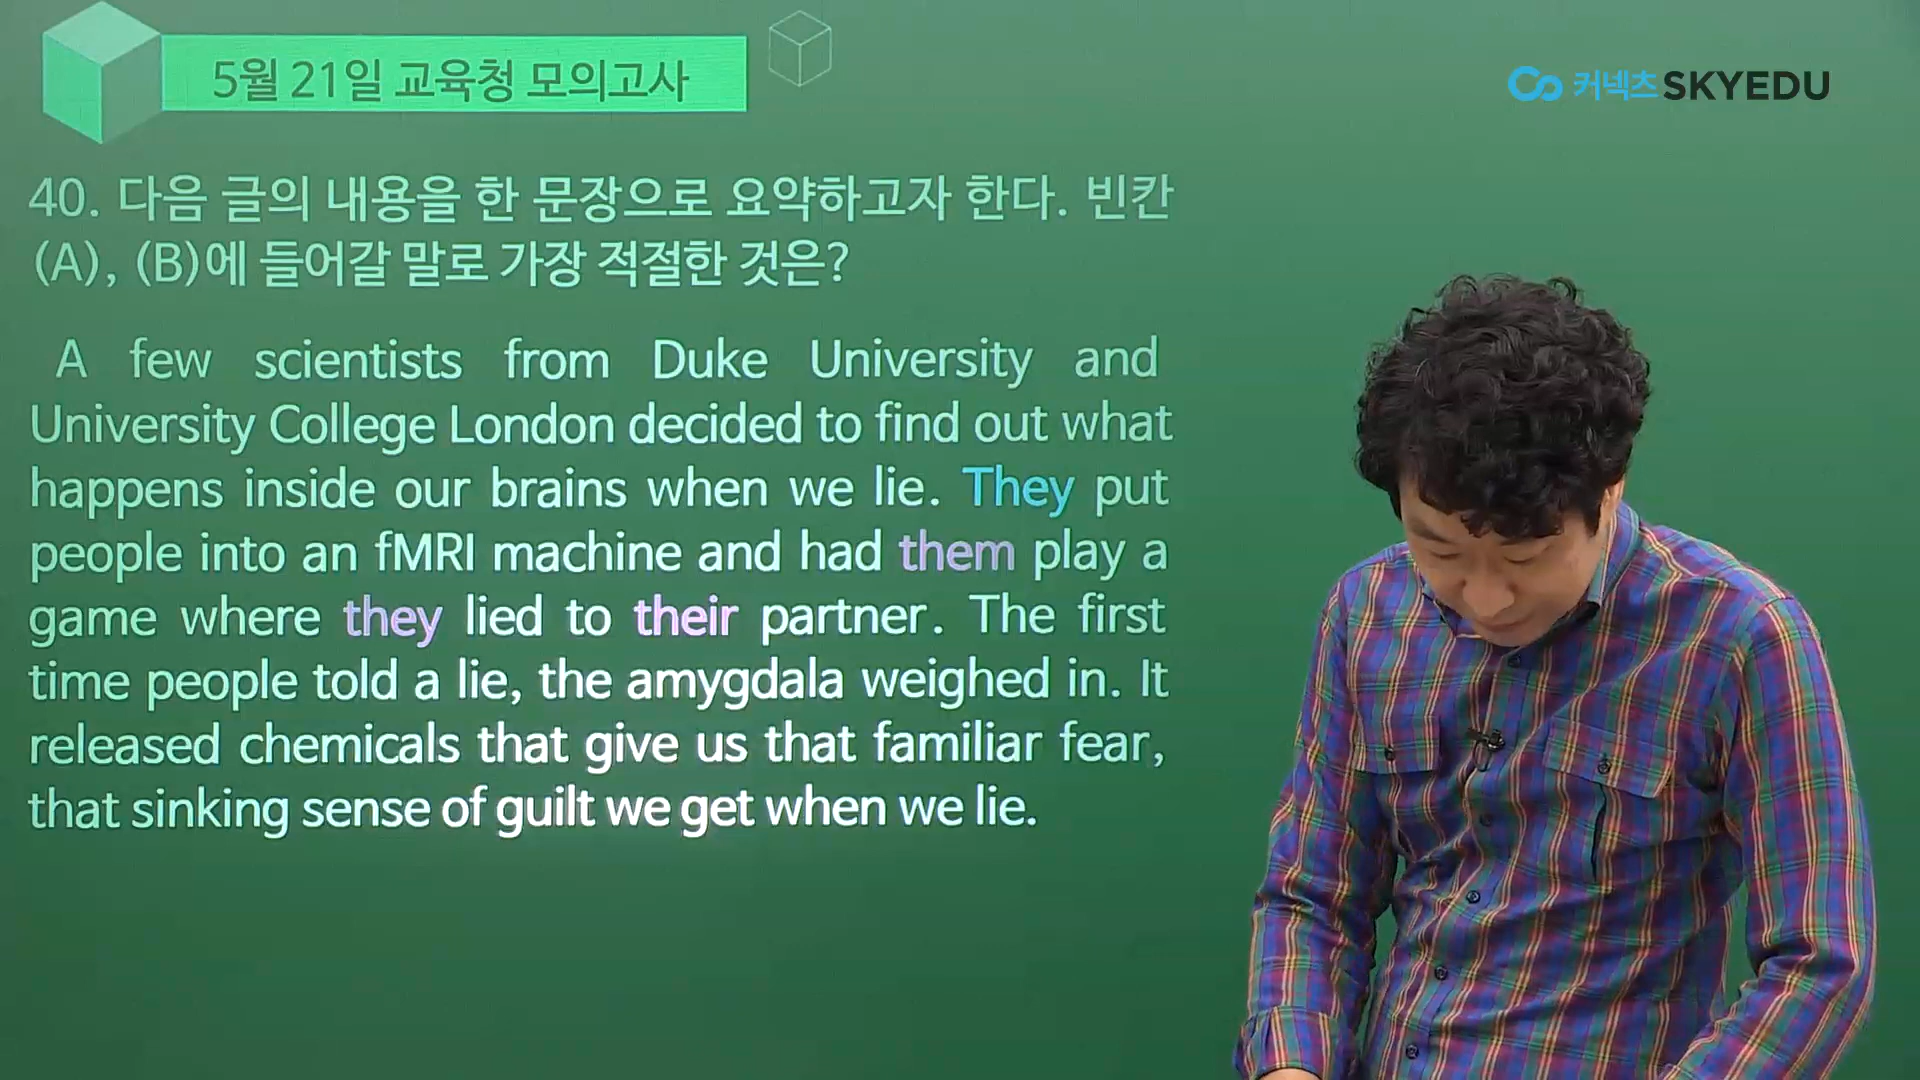 5월 21일 교육청 모의고사
커넥츠 SKYEDU
40. 다음 글의 내용을 한 문장으로 요약하고자 한다. 빈칸
(A), (B)에 들어갈 말로 가장 적절한 것은?
A few scientists from Duke University and
University College London decided to find out what
happens inside our brains when we lie. They put
people into an fMRI machine and had them play a
game where they lied to their partner. The first
time people told a lie, the amygdala weighed in. It
released chemicals that give us that familiar fear,
that sinking sense of guilt we get when we lie.